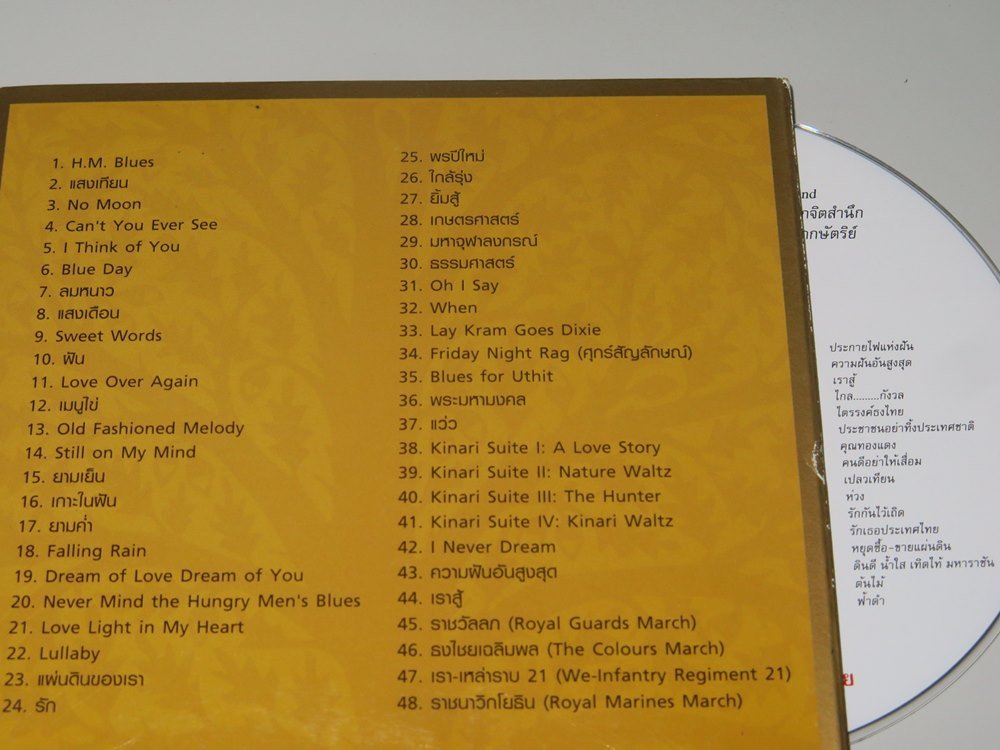 1. H.M. Blues
2. แสงเทียน
3. No Moon
4. Can't You Ever See
5. I Think of You
6. Blue Day
7. ลมหนาว
8. แสงเดือน
9. Sweet Words
10. ฝัน
11. Love Over Again
12. เมนูไข่
13. Old Fashioned Melody
14. Still on My Mind
15. ยามเย็น
16. เกาะในฝัน
17. ยามค่ำ
18. Falling Rain
19. Dream of Love Dream of You
20. Never Mind the Hungry Men's Blues
21. Love Light in My Heart
22. Lullaby
23. แผ่นดินของเรา
24. รัก
25. พรปีใหม่
26. ใกล้รุ่ง
27. ยิ้มสู้
28. เกษตรศาสตร์
29. มหาจุฬาลงกรณ์
30. ธรรมศาสตร์
31. Oh I Say
32. When
33. Lay Kram Goes Dixie
34. Friday Night Rag (ศุกร์สัญลักษณ์)
35. Blues for Uthit
36. พระมหามงคล
37. แว่ว
38. Kinari Suite I: A Love Story
39. Kinari Suite II: Nature Waltz
40. Kinari Suite III: The Hunter
41. Kinari Suite IV: Kinari Waltz
42. I Never Dream
43. ความฝันอันสูงสุด
44. เราสู้
45. ราชวัลลภ (Royal Guards March)
46. ธงไชยเฉลิมพล (The Colours March)
47. เรา-เหล่าราบ 21 (We-Infantry Regiment 21)
48. ราชนาวิกโยธิน (Royal Marines March)
nd
จิตสำนึก
กษัตริย์
ประกายไฟแห่งฝัน
ความฝันอันสูงสุด
เราสู้
ไกล.........กังวล
ไตรรงค์ธงไทย
ประชาชนอย่าทิ้งประเทศชาติ
คุณทองแดง
คนดีอย่าให้เสื่อม
เปลวเทียน
ห่วง
รักกันไว้เถิด
รักเธอประเทศไทย
หยุดซื้อ-ขายแผ่นดิน
ดินดี น้ำใส เทิดไท้ มหาราชัน
ต้นไม้
ฟ้าดำ
ย